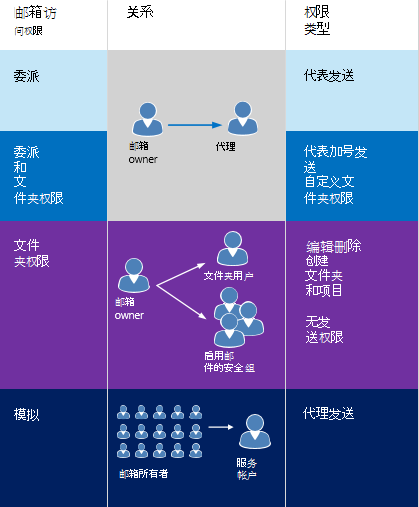 邮箱访
问权限
关系
权限
类型
委派
代表发送
邮箱
owner
代理
委派
和
文
件夹权限
代表加号发
送
自定义文
件夹权限
文件
夹权限
文件夹用户
邮箱
owner
启用邮
件的安全组
编辑删除
创建
文件夹
和项目
无发
送权限
模拟
邮箱所有者
服务
帐户
代理发送